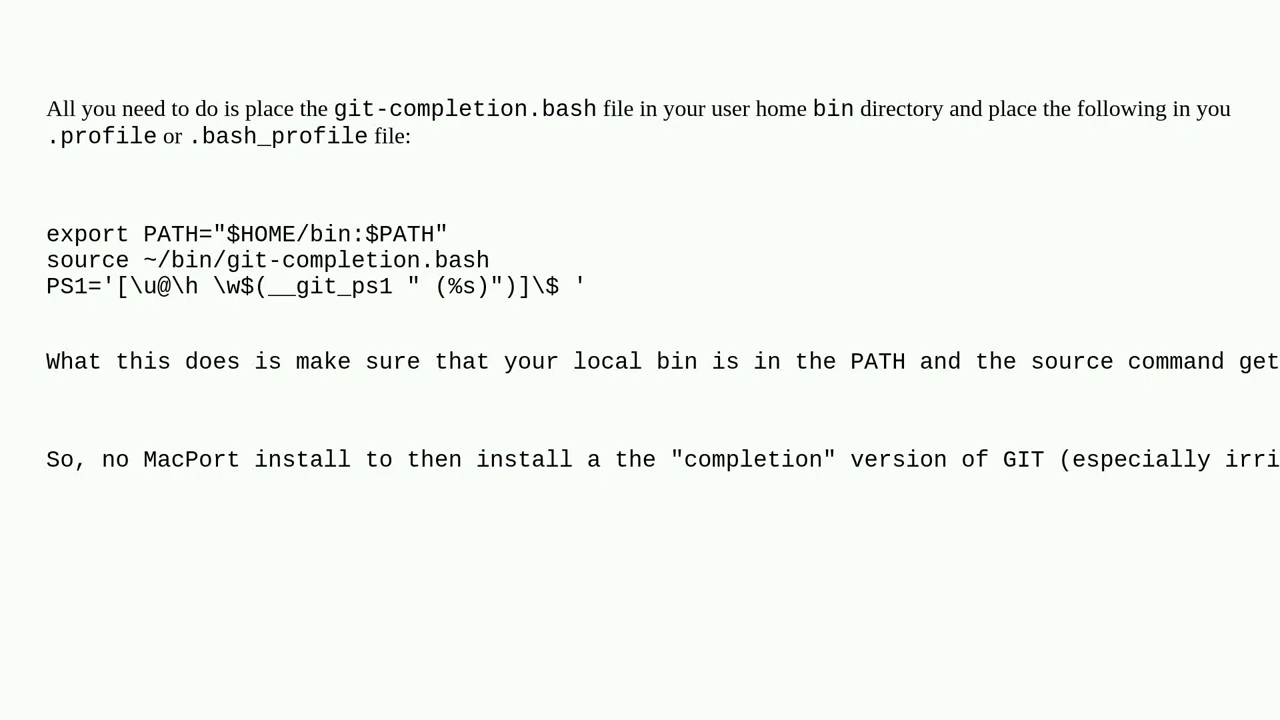 All you need to do is place the git-completion.bash file in your user home bin directory and place the following in you
.profile or .bash_profile file:
export PATH="$HOME/bin:$PATH"
source ~/bin/git-completion.bash
PS1='[\u@\h \w$(__git_ps1 " (%s)")]\$ '
What this does is make sure that your local bin is in the PATH and the source command get
So, no MacPort install to then install a the "completion" version of GIT (especially irri